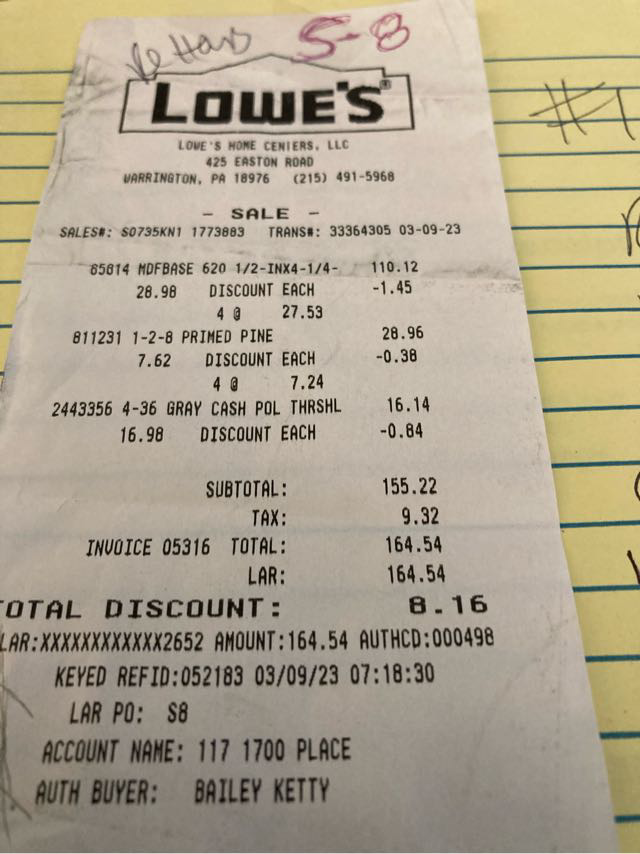 S-8
LOWE'S®
LOWE'S HOME CENTERS, LLC
425 EASTON ROAD
WARRINGTON, PA 18976 (215) 491-5968
- SALE -
SALES#: S0735KN1 1773883 TRANS#: 33364305 03-09-23
85814 MDFBASE 620 1/2-INX4-1/4- 110.12
28.98 DISCOUNT EACH -1.45
4 @ 27.53
811231 1-2-8 PRIMED PINE 28.96
7.62 DISCOUNT EACH -0.38
4 @ 7.24
2443356 4-36 GRAY CASH POL THRSHL 16.14
16.98 DISCOUNT EACH -0.84
SUBTOTAL: 155.22
TAX: 9.32
INVOICE 05316 TOTAL: 164.54
LAR: 164.54
TOTAL DISCOUNT: 8.16
LAR:XXXXXXXXXXXX2652 AMOUNT:164.54 AUTHCD:000498
KEYED REFID:052183 03/09/23 07:18:30
LAR PO: S8
ACCOUNT NAME: 117 1700 PLACE
AUTH BUYER: BAILEY KETTY
#1